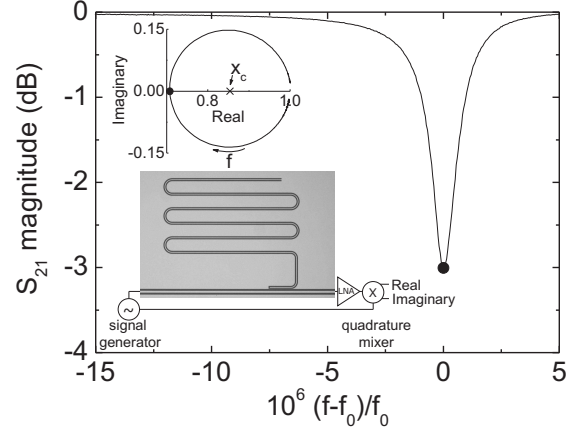 0
-1
-2
-3
-4
S21 magnitude (dB)
0.15
0.00
-0.15
Imaginary
xc
0.8
1.0
Real
f
LNA
X
Real
Imaginary
~
signal
generator
quadrature
mixer
-15
-10
-5
0
5
10^6 (f-f0)/f0